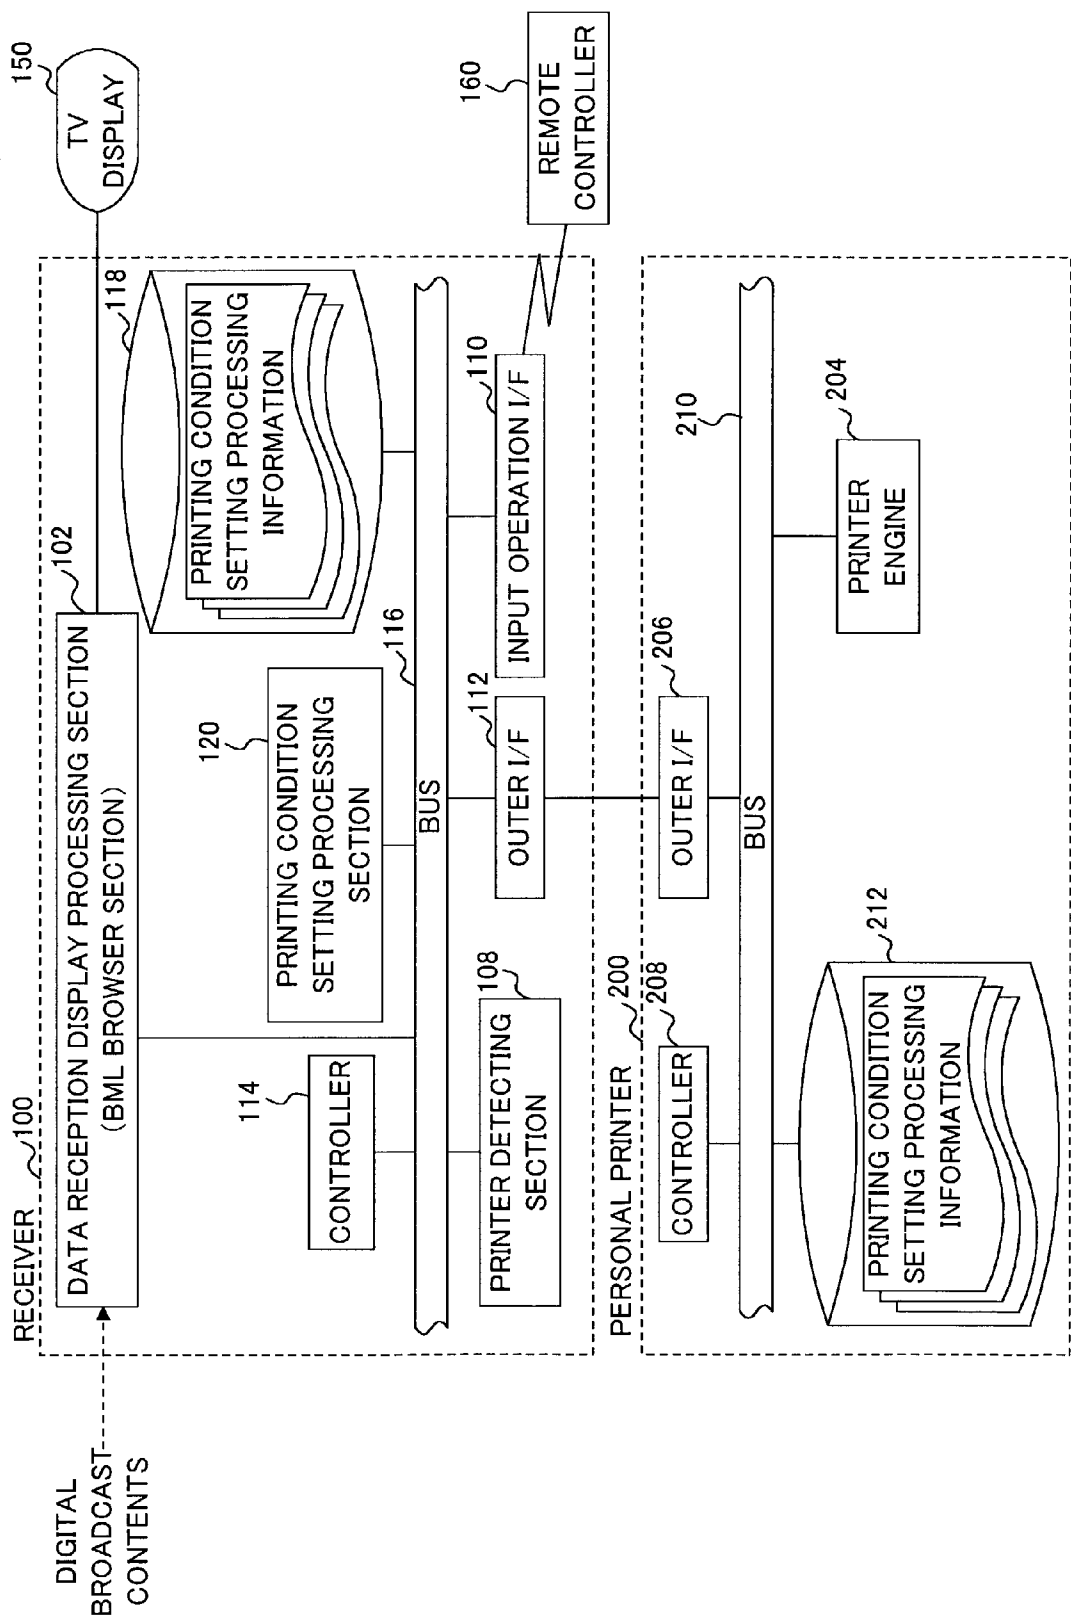 DIGITAL
BROADCAST
CONTENTS
RECEIVER
100
DATA RECEPTION DISPLAY PROCESSING SECTION
(BML BROWSER SECTION)
102
TV
DISPLAY
150
114
CONTROLLER
120
PRINTING CONDITION
SETTING PROCESSING
SECTION
118
PRINTING CONDITION
SETTING PROCESSING
INFORMATION
116
BUS
108
PRINTER DETECTING
SECTION
112
OUTER I/F
110
INPUT OPERATION I/F
160
REMOTE
CONTROLLER
PERSONAL PRINTER
200
208
CONTROLLER
206
OUTER I/F
210
BUS
212
PRINTING CONDITION
SETTING PROCESSING
INFORMATION
204
PRINTER
ENGINE